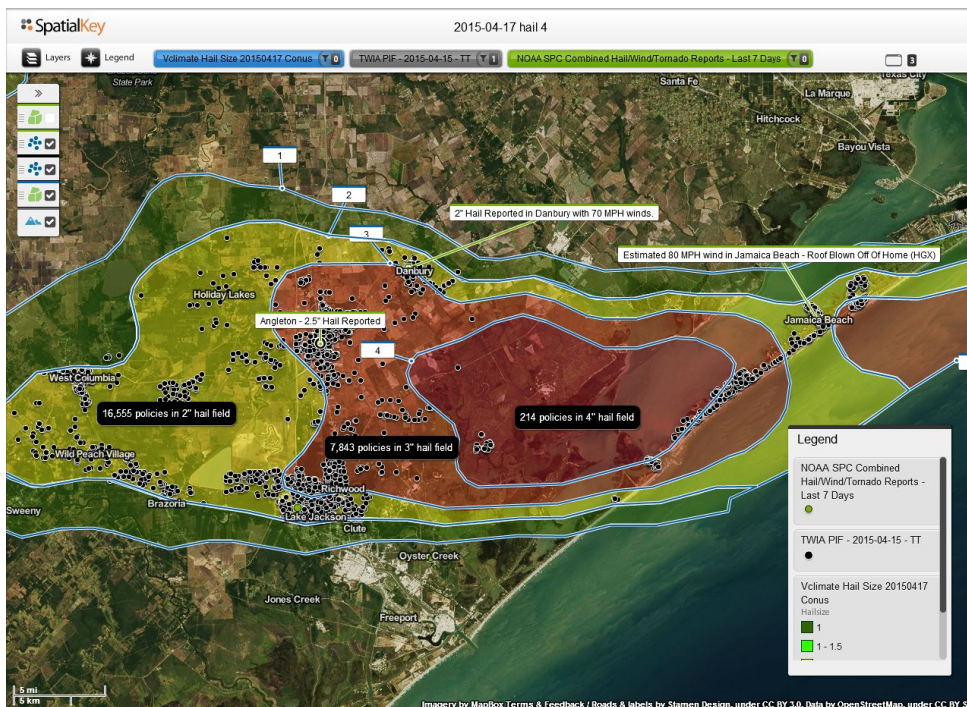 SpatialKey
2015-04-17 hail 4
Layers
Legend
Vclimate Hail Size 20150417 Conus
0
TWIA PIF - 2015-04-15 - TT
1
NOAA SPC Combined Hail/Wind/Tornado Reports - Last 7 Days
0
3
State Park
Santa Fe
Texas City
La Marque
Hitchcock
Bayou Vista
1
2
3
2" Hail Reported in Danbury with 70 MPH winds.
Estimated 80 MPH wind in Jamaica Beach - Roof Blown Off Of Home (HGX)
Danbury
Holiday Lakes
Angleton - 2.5" Hail Reported
Jamaica Beach
4
West Columbia
16,555 policies in 2" hail field
214 policies in 4" hail field
7,843 policies in 3" hail field
Wild Peach Village
Richwood
Brazoria
Sweeny
Lake Jackson
Clute
Oyster Creek
Jones Creek
Freeport
Legend
NOAA SPC Combined
Hail/Wind/Tornado Reports -
Last 7 Days
TWIA PIF - 2015-04-15 - TT
Vclimate Hail Size 20150417
Conus
Hailsize
1
1 - 1.5
5 mi
5 km
Imagery by MapBox Terms & Feedback / Roads & labels by Stamen Design, under CC BY 3.0. Data by OpenStreetMap, under CC BY S